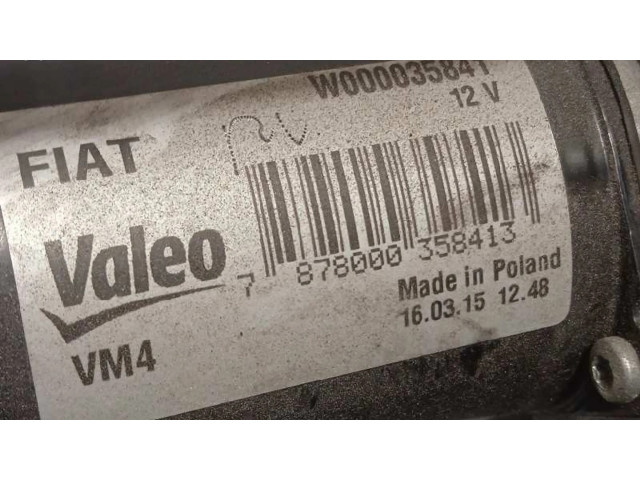 W000035841
12 V
FIAT
Valeo
7 878000 358413
Made in Poland
16.03.15 12.48
VM4